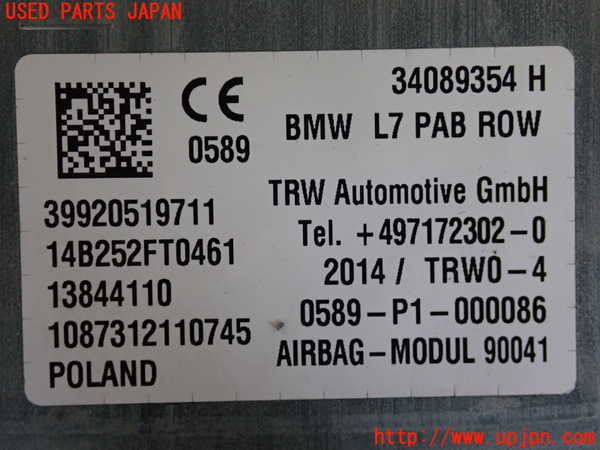 USED PARTS JAPAN
34089354 H
CE
0589
BMW L7 PAB ROW
39920519711
14B252FT0461
13844110
1087312110745
POLAND
TRW Automotive GmbH
Tel. +497172302-0
2014 / TRWO-4
0589-P1-000086
AIRBAG-MODUL 90041
http://www.upjpn.com/